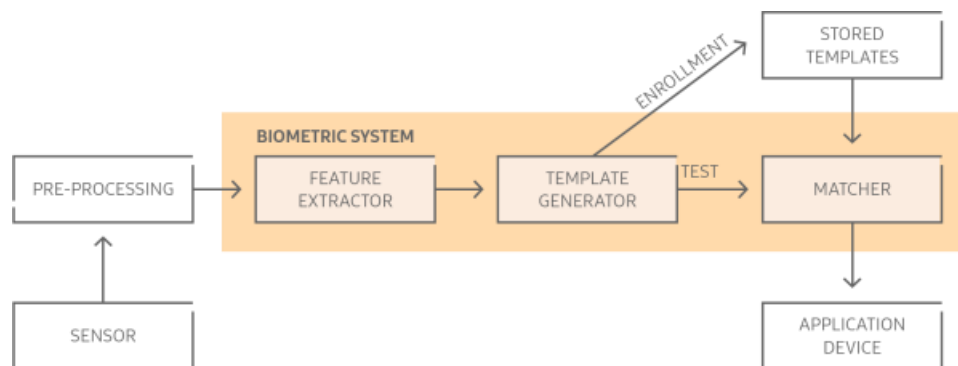 STORED
TEMPLATES
ENROLLMENT
BIOMETRIC SYSTEM
PRE-PROCESSING
FEATURE
EXTRACTOR
TEMPLATE
GENERATOR
TEST
MATCHER
SENSOR
APPLICATION
DEVICE